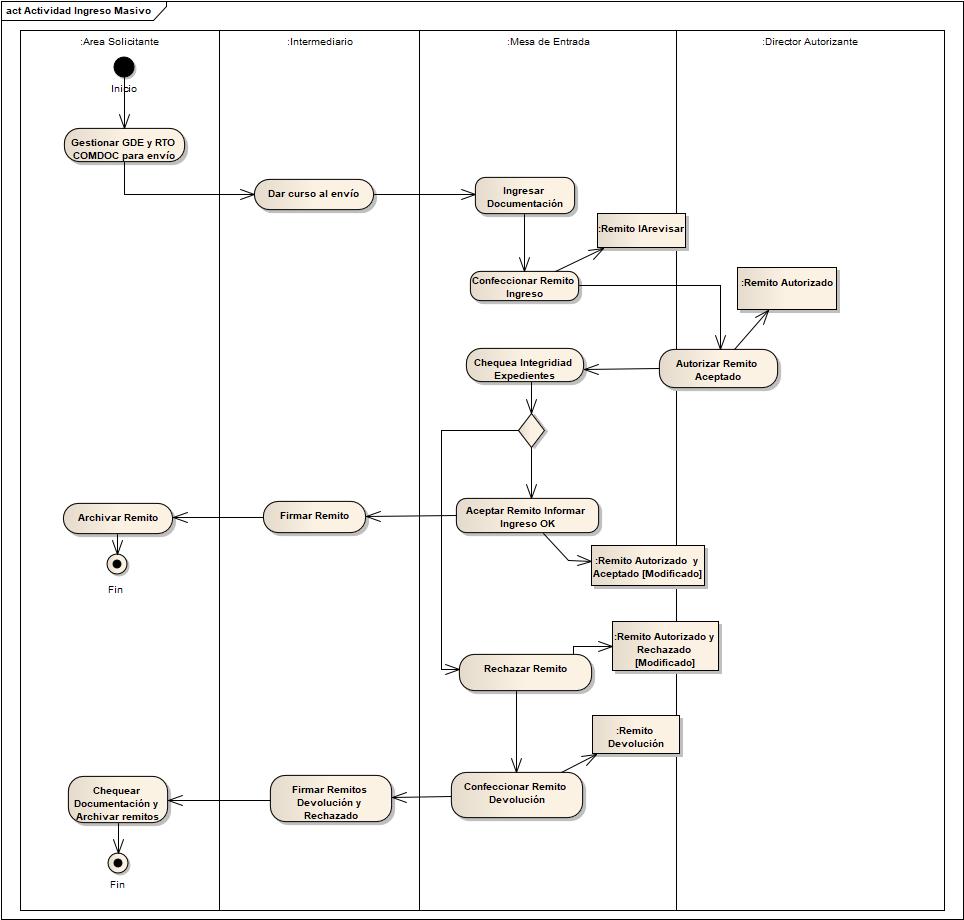 act Actividad Ingreso Masivo
:Area Solicitante
:Intermediario
:Mesa de Entrada
:Director Autorizante
Inicio
Gestionar GDE y RTO
COMDOC para envío
Dar curso al envío
Ingresar
Documentación
:Remito IArevisar
Confeccionar Remito
Ingreso
:Remito Autorizado
Chequea Integridiad
Expedientes
Autorizar Remito
Aceptado
Archivar Remito
Firmar Remito
Aceptar Remito Informar
Ingreso OK
:Remito Autorizado y
Aceptado [Modificado]
Fin
:Remito Autorizado y
Rechazado
[Modificado]
Rechazar Remito
:Remito
Devolución
Chequear
Documentación y
Archivar remitos
Firmar Remitos
Devolución y
Rechazado
Confeccionar Remito
Devolución
Fin